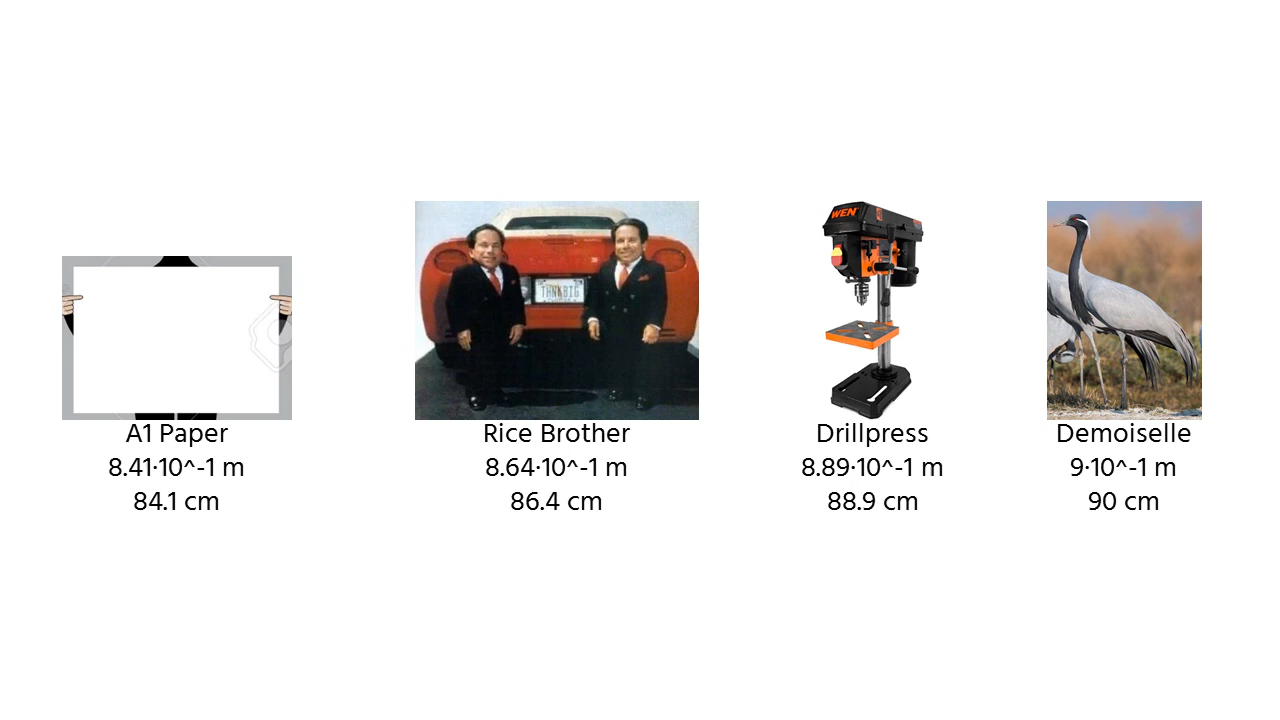 WEN
THNKBIG
A1 Paper
8.41·10^-1 m
84.1 cm
Rice Brother
8.64·10^-1 m
86.4 cm
Drillpress
8.89·10^-1 m
88.9 cm
Demoiselle
9·10^-1 m
90 cm